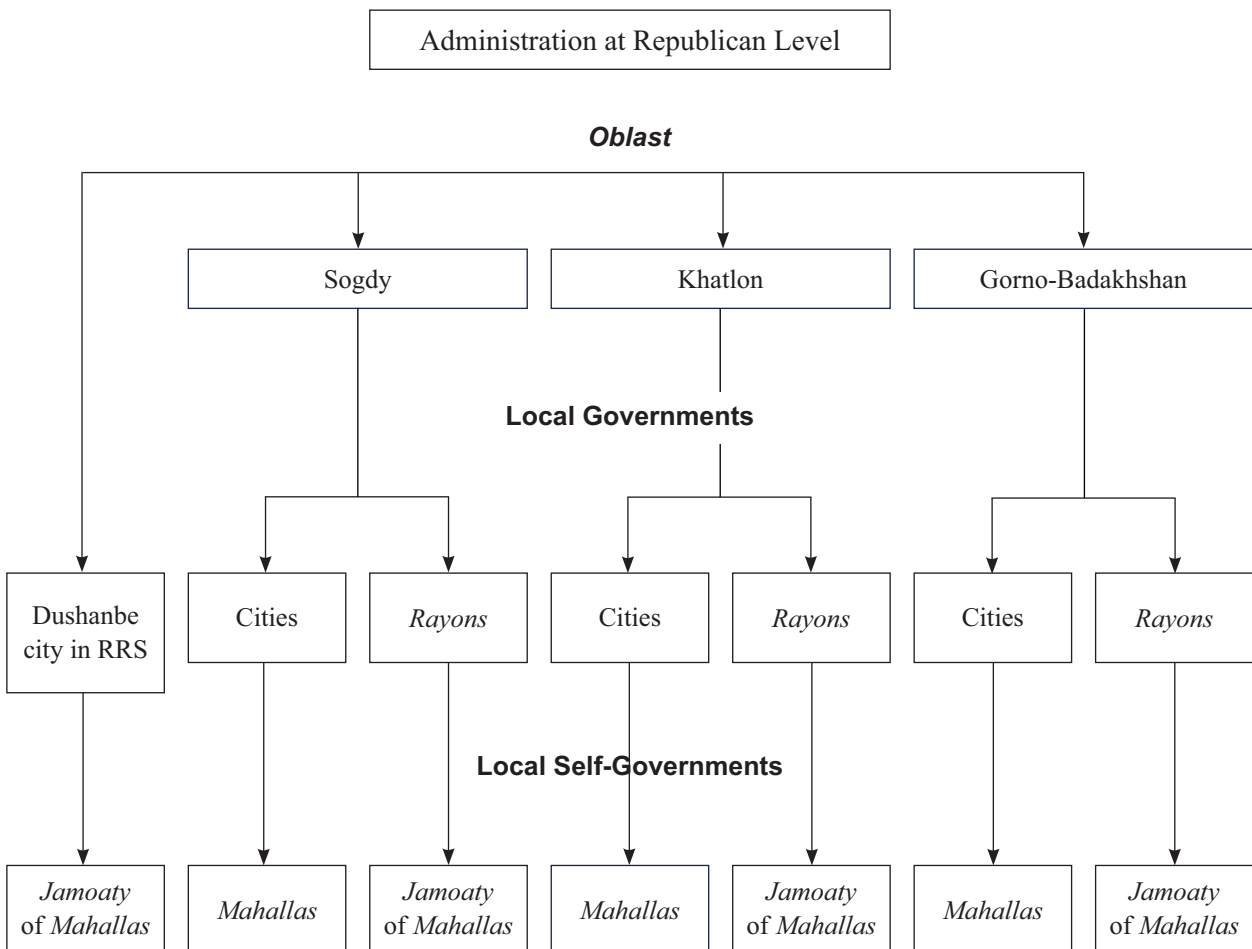 Administration at Republican Level
Oblast
Sogdy
Khatlon
Gorno-Badakhshan
Local Governments
Dushanbe
city in RRS
Cities
Rayons
Cities
Rayons
Cities
Rayons
Local Self-Governments
Jamoaty
of Mahallas
Mahallas
Jamoaty
of Mahallas
Mahallas
Jamoaty
of Mahallas
Mahallas
Jamoaty
of Mahallas